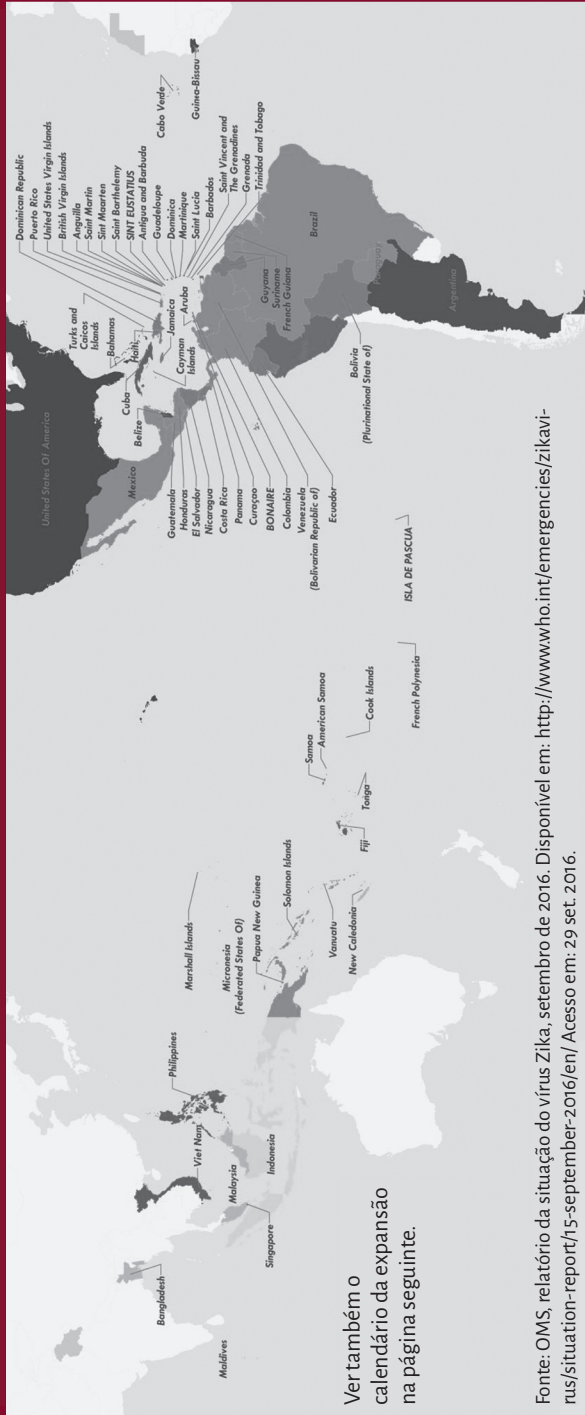 Maldives
Bangladesh
Singapore
Malaysia
Viet Nam
Indonesia
Philippines
Marshall Islands
Micronesia
(Federated States Of)
Papua New Guinea
Solomon Islands
Vanuatu
New Caledonia
Fiji
Tonga
Samoa
American Samoa
Cook Islands
French Polynesia
ISLA DE PASCUA
United States Of America
Mexico
Belize
Cuba
Bahamas
Turks and
Caicos
Islands
Haiti
Jamaica
Cayman
Islands
Aruba
Dominican Republic
Puerto Rico
United States Virgin Islands
British Virgin Islands
Anguilla
Saint Martin
Sint Maarten
Saint Barthelemy
SINT EUSTATIUS
Antigua and Barbuda
Guadeloupe
Dominica
Martinique
Saint Lucia
Barbados
Saint Vincent and
The Grenadines
Grenada
Trinidad and Tobago
Cabo Verde
Guinea-Bissau
Guatemala
Honduras
El Salvador
Nicaragua
Costa Rica
Panama
Curaçao
BONAIRE
Colombia
Venezuela
(Bolivarian Republic of)
Ecuador
Guyana
Suriname
French Guiana
Brazil
Bolivia
(Plurinational State of)
Paraguay
Argentina
Ver também o
calendário da expansão
na página seguinte.
Fonte: OMS, relatório da situação do vírus Zika, setembro de 2016. Disponível em: http://www.who.int/emergencies/zikavi-
rus/situation-report/15-september-2016/en/ Acesso em: 29 set. 2016.